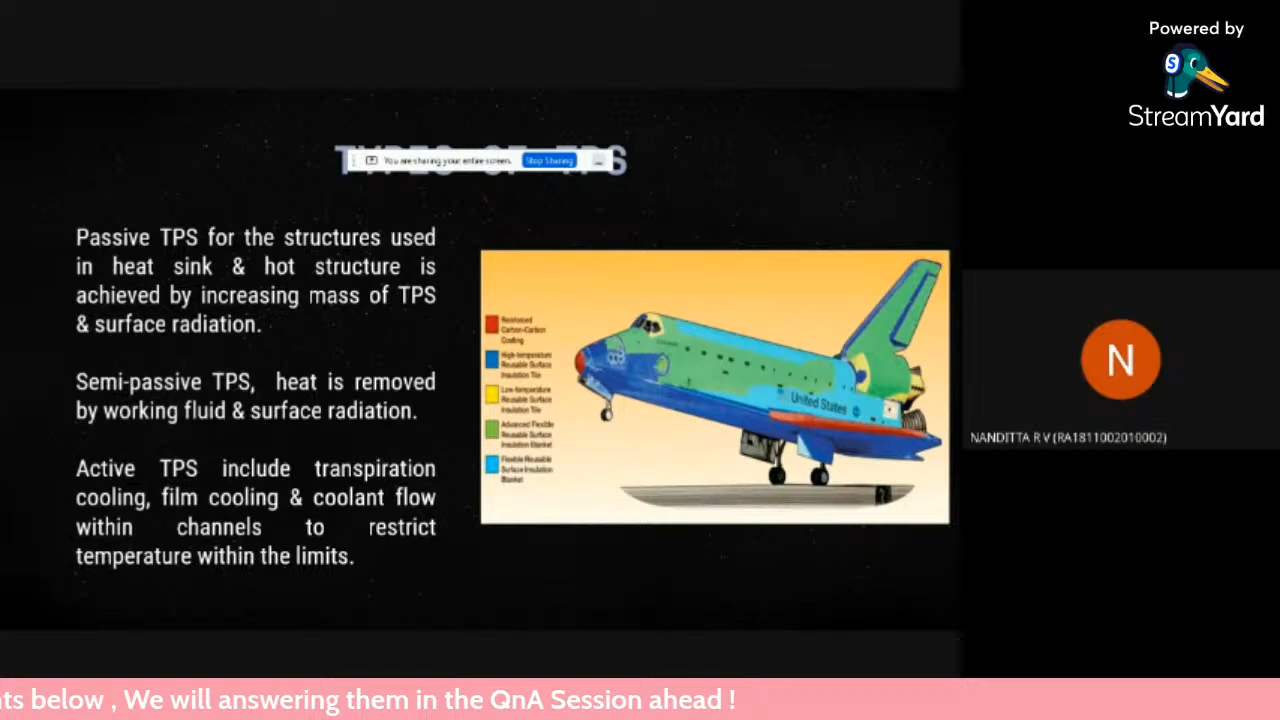 Powered by
S
StreamYard
TYPES OF TPS
You are sharing your entire screen.
Stop Sharing
Passive TPS for the structures used
in heat sink & hot structure is
achieved by increasing mass of TPS
& surface radiation.
Semi-passive TPS, heat is removed
by working fluid & surface radiation.
Active TPS include transpiration
cooling, film cooling & coolant flow
within channels to restrict
temperature within the limits.
Reinforced
Carbon-Carbon
Coating
High-temperature
Reusable Surface
Insulation Tile
Low-temperature
Reusable Surface
Insulation Tile
Advanced Flexible
Reusable Surface
Insulation Blanket
Flexible Reusable
Surface Insulation
Blanket
United States
N
NANDITTA R V (RA1811002010002)
nts below , We will answering them in the QnA Session ahead !